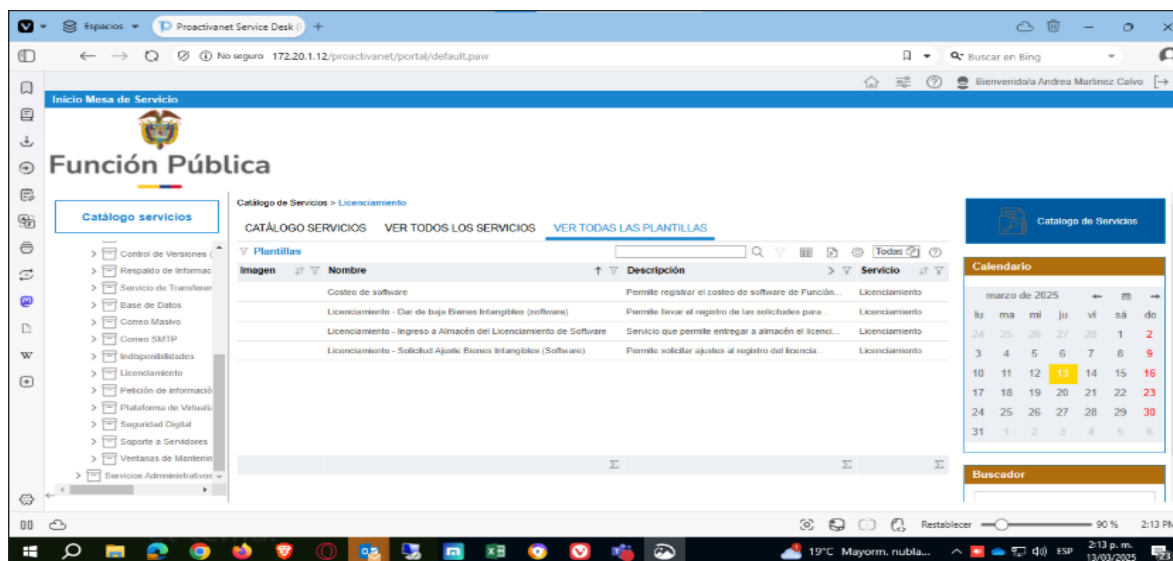 Espacios
Proactivanet Service Desk (
No seguro 172.20.1.12/proactivanet/portal/default.paw
Buscar en Bing
Bienvenido/a Andrea Martinez Calvo
Inicio Mesa de Servicio
Función Pública
Catálogo servicios
Control de Versiones (
Respaldo de Informac
Servicio de Transferer
Base de Datos
Correo Masivo
Correo SMTP
Indisponibilidades
Licenciamiento
Petición de informació
Plataforma de Virtuali
Seguridad Digital
Soporte a Servidores
Ventanas de Mantenin
Servicios Administrativos
Catálogo de Servicios > Licenciamiento
CATÁLOGO SERVICIOS VER TODOS LOS SERVICIOS VER TODAS LAS PLANTILLAS
Plantillas
Todas
Imagen Nombre Descripción Servicio
Costeo de software Permite registrar el costeo de software de Función... Licenciamiento
Licenciamiento - Dar de baja Bienes Intangibles (software) Permite llevar el registro de las solicitudes para... Licenciamiento
Licenciamiento - Ingreso a Almacén del Licenciamiento de Software Servicio que permite entregar a almacén el licenci... Licenciamiento
Licenciamiento - Solicitud Ajuste Bienes Intangibles (Software) Permite solicitar ajustes al registro del licencia... Licenciamiento
Σ Σ Σ
Catalogo de Servicios
Calendario
marzo de 2025
lu ma mi ju vi sá do
24 25 26 27 28 1 2
3 4 5 6 7 8 9
10 11 12 13 14 15 16
17 18 19 20 21 22 23
24 25 26 27 28 29 30
31 1 2 3 4 5 6
Buscador
Restablecer 90 % 2:13 PM
19°C Mayorm. nubla... ESP 2:13 p. m.
13/03/2025
23